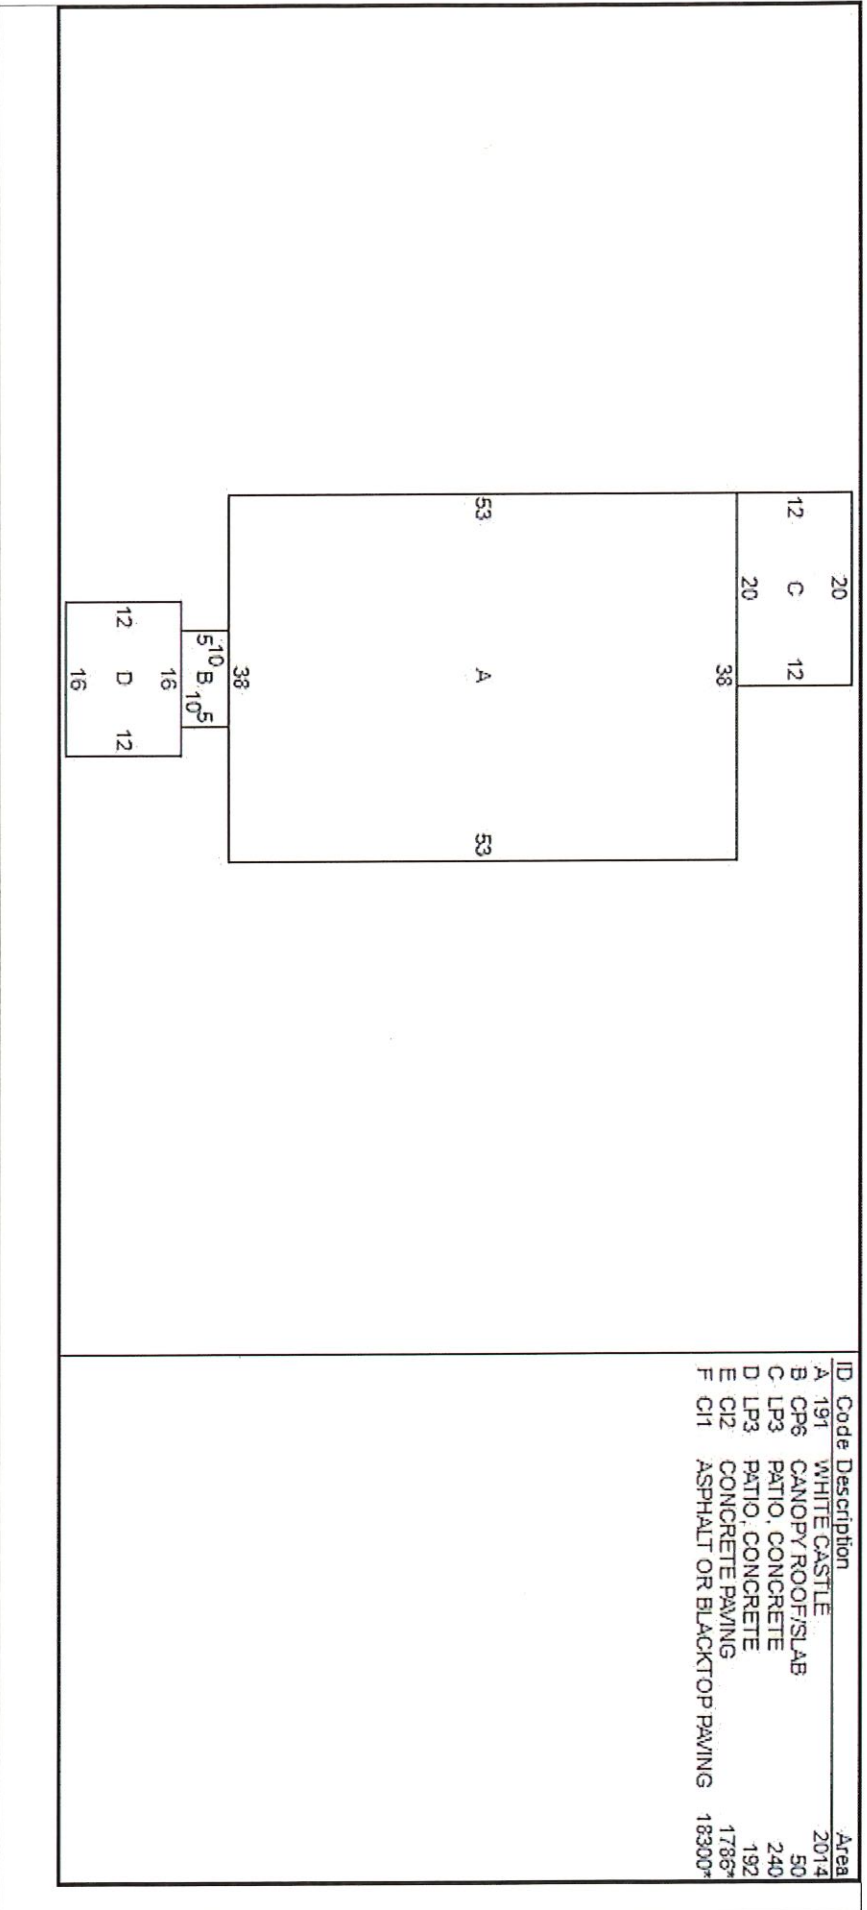 20
12 C 12
20
38
53 A 53
38
10
5 B 5
10
16
12 D 12
16
ID Code Description Area
A 191 WHITE CASTLE 2014
B CP6 CANOPY ROOF/SLAB 50
C LP3 PATIO, CONCRETE 240
D LP3 PATIO, CONCRETE 192
E CI2 CONCRETE PAVING 1786*
F CI1 ASPHALT OR BLACKTOP PAVING 18300*